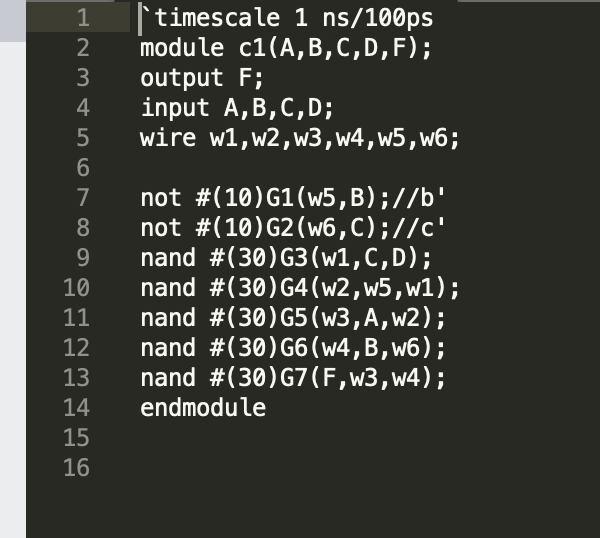 1 `timescale 1 ns/100ps
2 module c1(A,B,C,D,F);
3 output F;
4 input A,B,C,D;
5 wire w1,w2,w3,w4,w5,w6;
6
7 not #(10)G1(w5,B);//b'
8 not #(10)G2(w6,C);//c'
9 nand #(30)G3(w1,C,D);
10 nand #(30)G4(w2,w5,w1);
11 nand #(30)G5(w3,A,w2);
12 nand #(30)G6(w4,B,w6);
13 nand #(30)G7(F,w3,w4);
14 endmodule
15
16